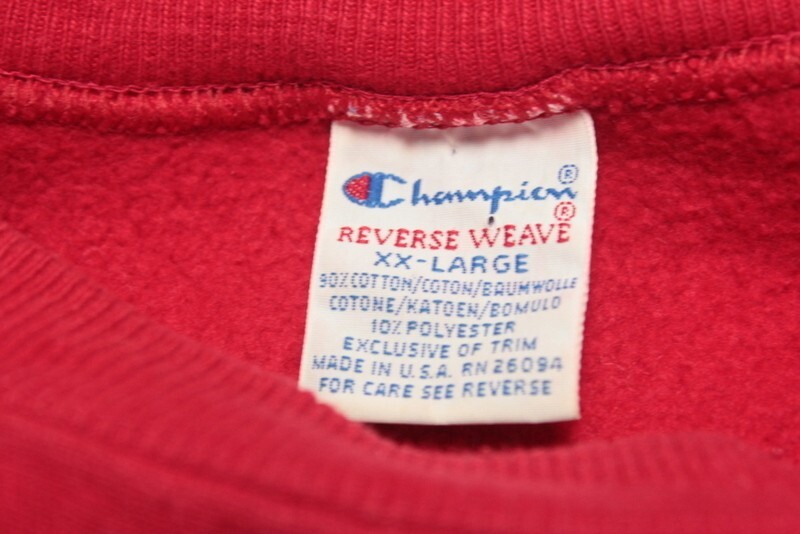 Champion®
REVERSE WEAVE®
XX-LARGE
90% COTTON/COTON/BAUMWOLLE
COTONE/KATOEN/BOMULD
10% POLYESTER
EXCLUSIVE OF TRIM
MADE IN U.S.A. RN 26094
FOR CARE SEE REVERSE